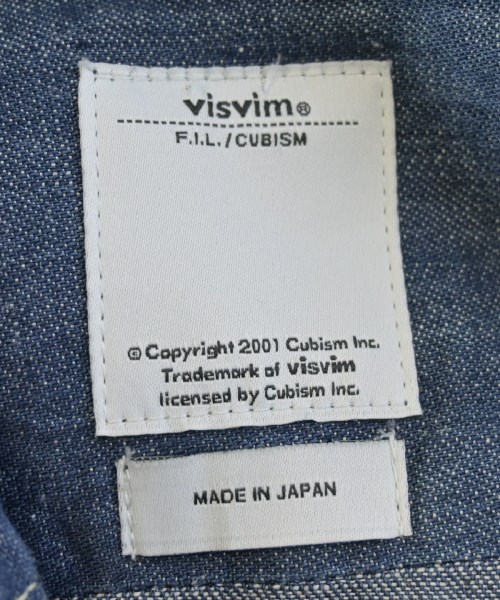 visvim®
F.I.L./CUBISM
© Copyright 2001 Cubism Inc.
Trademark of visvim
licensed by Cubism Inc.
MADE IN JAPAN